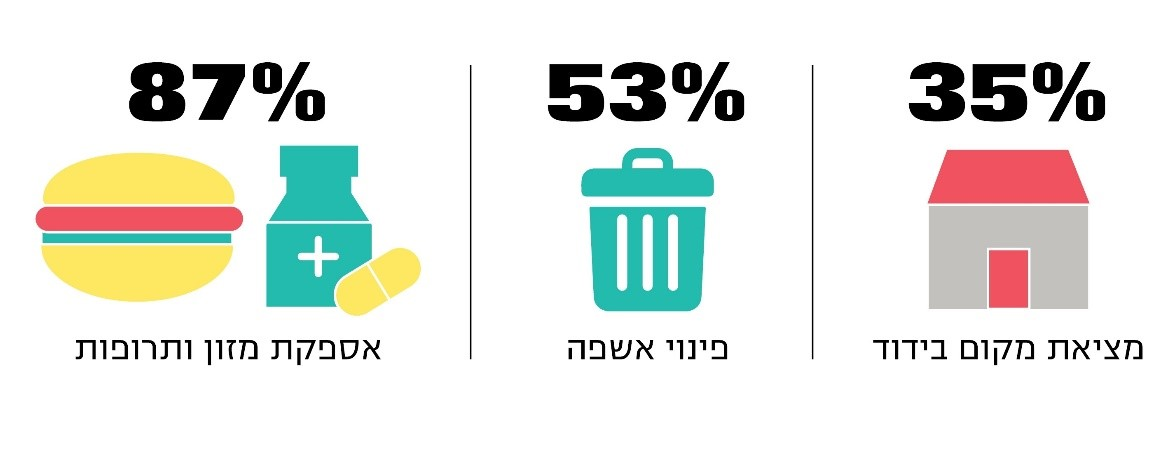 35%
מציאת מקום בידוד
53%
פינוי אשפה
87%
אספקת מזון ותרופות